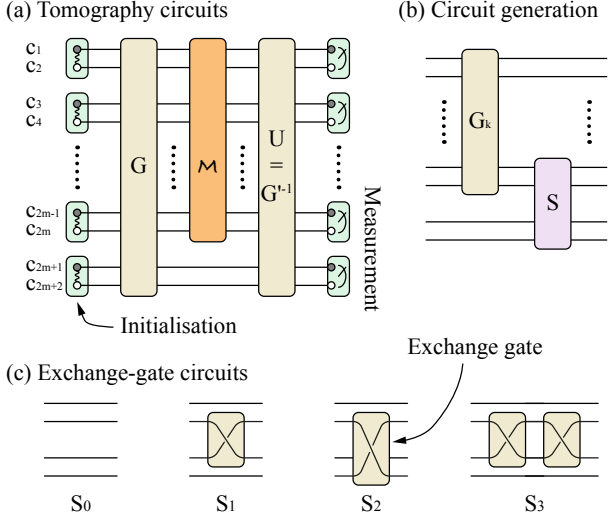 (a) Tomography circuits
c1
c2
c3
c4
c2m-1
c2m
c2m+1
c2m+2
G
M
U
=
G'-1
Measurement
Initialisation
(b) Circuit generation
Gk
S
(c) Exchange-gate circuits
Exchange gate
S0
S1
S2
S3